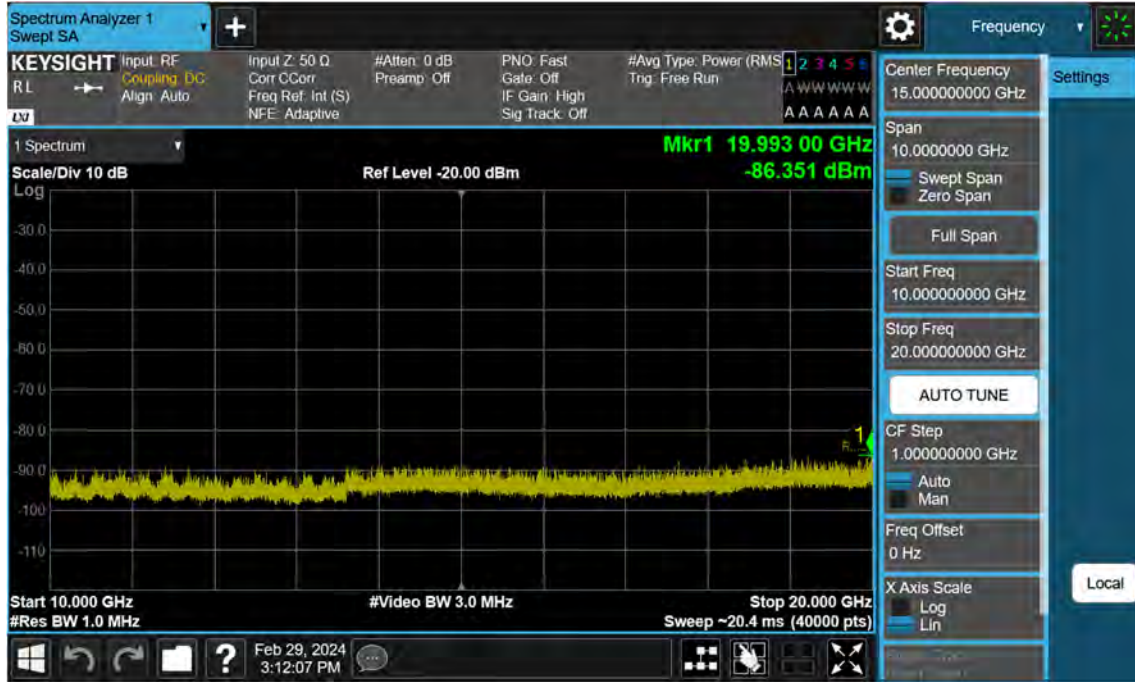 Spectrum Analyzer 1
Swept SA
Frequency
KEYSIGHT
RL
LXI
Input: RF
Coupling: DC
Align: Auto
Input Z: 50 Ω
Corr CCorr
Freq Ref: Int (S)
NFE: Adaptive
#Atten: 0 dB
Preamp: Off
PNO: Fast
Gate: Off
IF Gain: High
Sig Track: Off
#Avg Type: Power (RMS
Trig: Free Run
1 2 3 4 5 6
A W W W W W
A A A A A A
1 Spectrum
Mkr1 19.993 00 GHz
Scale/Div 10 dB
Ref Level -20.00 dBm
-86.351 dBm
Log
-30.0
-40.0
-50.0
-60.0
-70.0
-80.0
-90.0
-100
-110
1
Start 10.000 GHz
#Video BW 3.0 MHz
Stop 20.000 GHz
#Res BW 1.0 MHz
Sweep ~20.4 ms (40000 pts)
?
Feb 29, 2024
3:12:07 PM
Center Frequency
15.000000000 GHz
Settings
Span
10.0000000 GHz
Swept Span
Zero Span
Full Span
Start Freq
10.000000000 GHz
Stop Freq
20.000000000 GHz
AUTO TUNE
CF Step
1.000000000 GHz
Auto
Man
Freq Offset
0 Hz
X Axis Scale
Log
Lin
Local